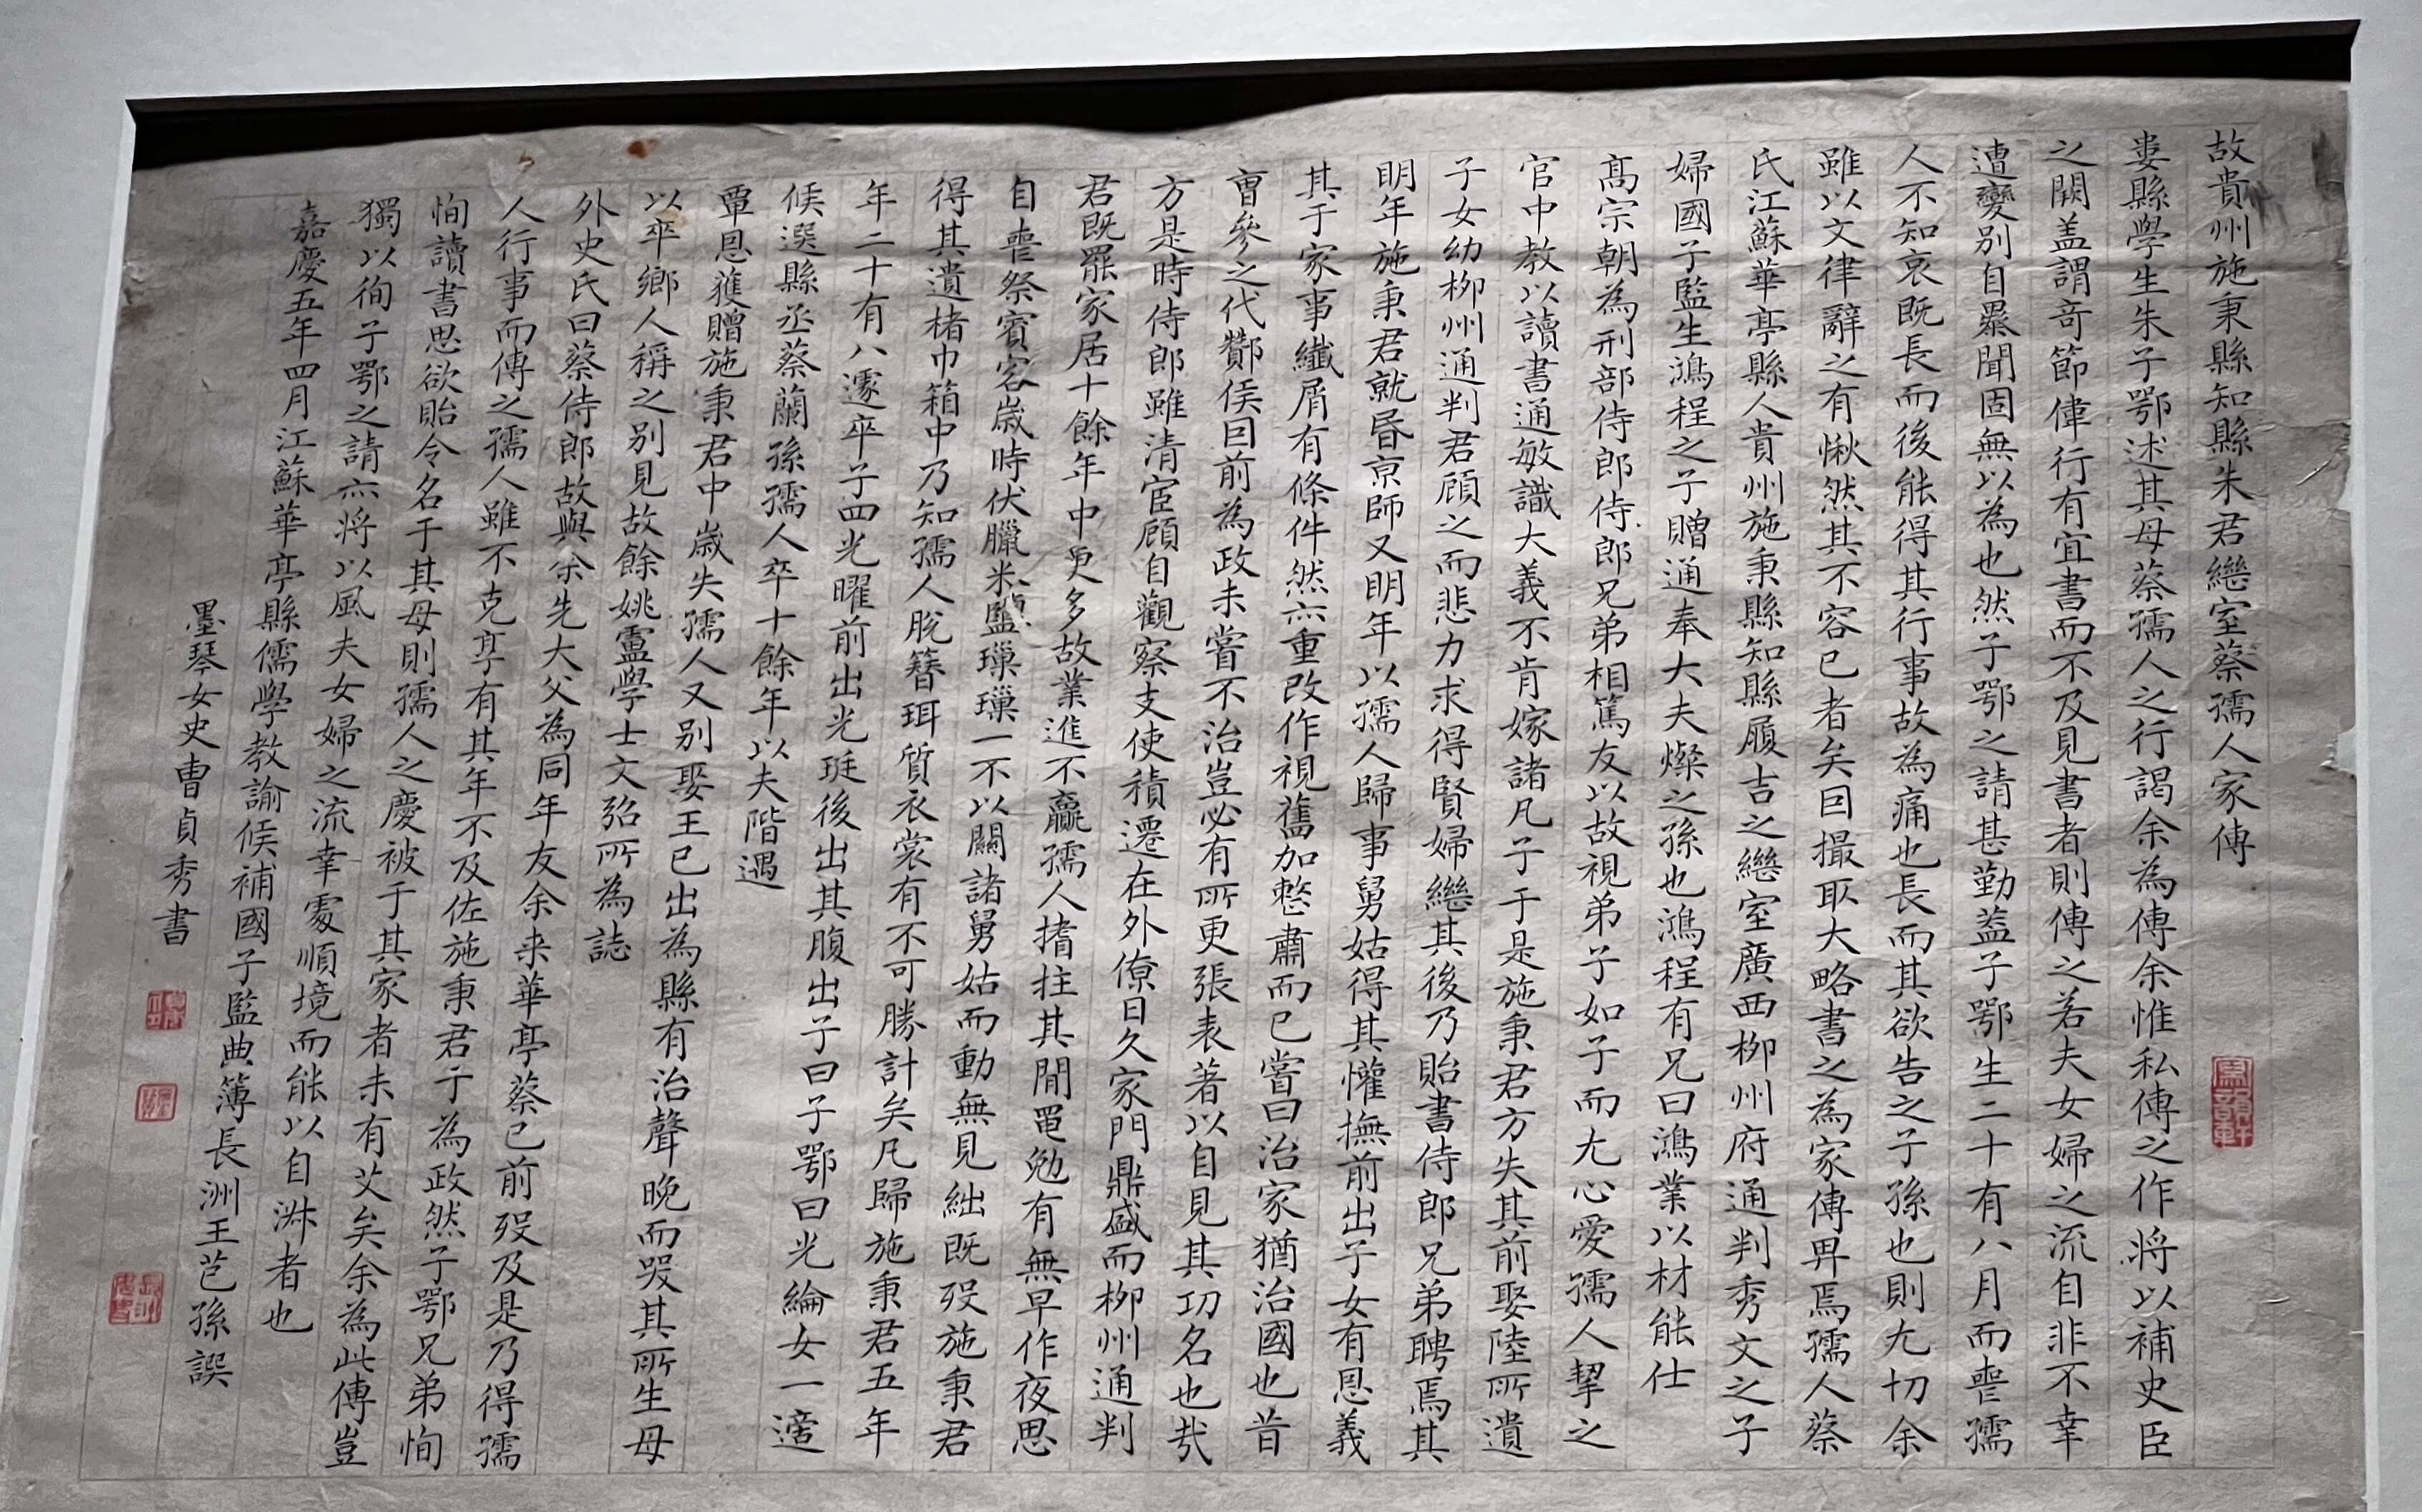 故貴州施秉縣知縣朱君繼室蔡孺人家傳
婁縣學生朱子鄂述其母蔡孺人之行謁余為傳余惟私傳之作将以補史臣
之闕盖謂奇節偉行有宜書而不及見書者則傳之若夫女婦之流自非不幸
遭變別自㬥聞固無以為也然子鄂之請甚勤盖子鄂生二十有八月而喪孺
人不知哀既長而後能得其行事故為痛也長而其欲告之子孫也則尤切余
雖以文律辭之有愀然其不容已者矣因撮取大略書之為家傳畀焉孺人蔡
氏江蘇華亭縣人貴州施秉縣知縣履吉之繼室廣西栁州府通判秀文之子
婦國子監生鴻程之子贈通奉大夫燦之孫也鴻程有兄曰鴻業以材能仕
髙宗朝為刑部侍郎侍郎兄弟相篤友以故視弟子如子而尤心愛孺人挈之
官中教以讀書通敏識大義不肯嫁諸凡子于是施秉君方失其前娶陸所遺
子女幼栁州通判君顧之而悲力求得賢婦繼其後乃貽書侍郎兄弟聘焉其
明年施秉君就昏京師又明年以孺人歸事舅姑得其懽撫前出子女有恩義
其于家事纖屑有條件然亦重改作視舊加整肅而已嘗曰治家猶治國也昔
曹參之代酇侯因前為政未嘗不治豈必有所更張表著以自見其功名也㢤
方是時侍郎雖清宦顧自觀察支使積遷在外僚日久家門鼎盛而栁州通判
君既罷家居十餘年中更多故業進不羸孺人搘拄其間黽勉有無早作夜思
自喪祭賓客歲時伏臘米鹽璅璅一不以關諸舅姑而動無見絀既歿施秉君
得其遺楮巾箱中乃知孺人脫簪珥質衣裳有不可勝計矣凡歸施秉君五年
年二十有八遽卒子四光曜前出光珽後出其腹出子曰子鄂曰光綸女一適
候選縣丞蔡蘭孫孺人卒十餘年以夫階遇
覃恩獲贈施秉君中歲失孺人又別娶王已出為縣有治聲晚而哭其所生母
以卒鄉人稱之別見故餘姚盧學士文弨所為誌
外史氏曰蔡侍郎故與余先大父為同年友余来華亭蔡已前歿及是乃得孺
人行事而傳之孺人雖不克享有其年不及佐施秉君于為政然子鄂兄弟恂
恂讀書思欲貽令名于其母則孺人之慶被于其家者未有艾矣余為此傳豈
獨以徇子鄂之請亦将以風夫女婦之流幸䖏順境而能以自淑者也
嘉慶五年四月江蘇華亭縣儒學教諭候補國子監典簿長洲王芑孫譔
墨琴女史曹貞秀書